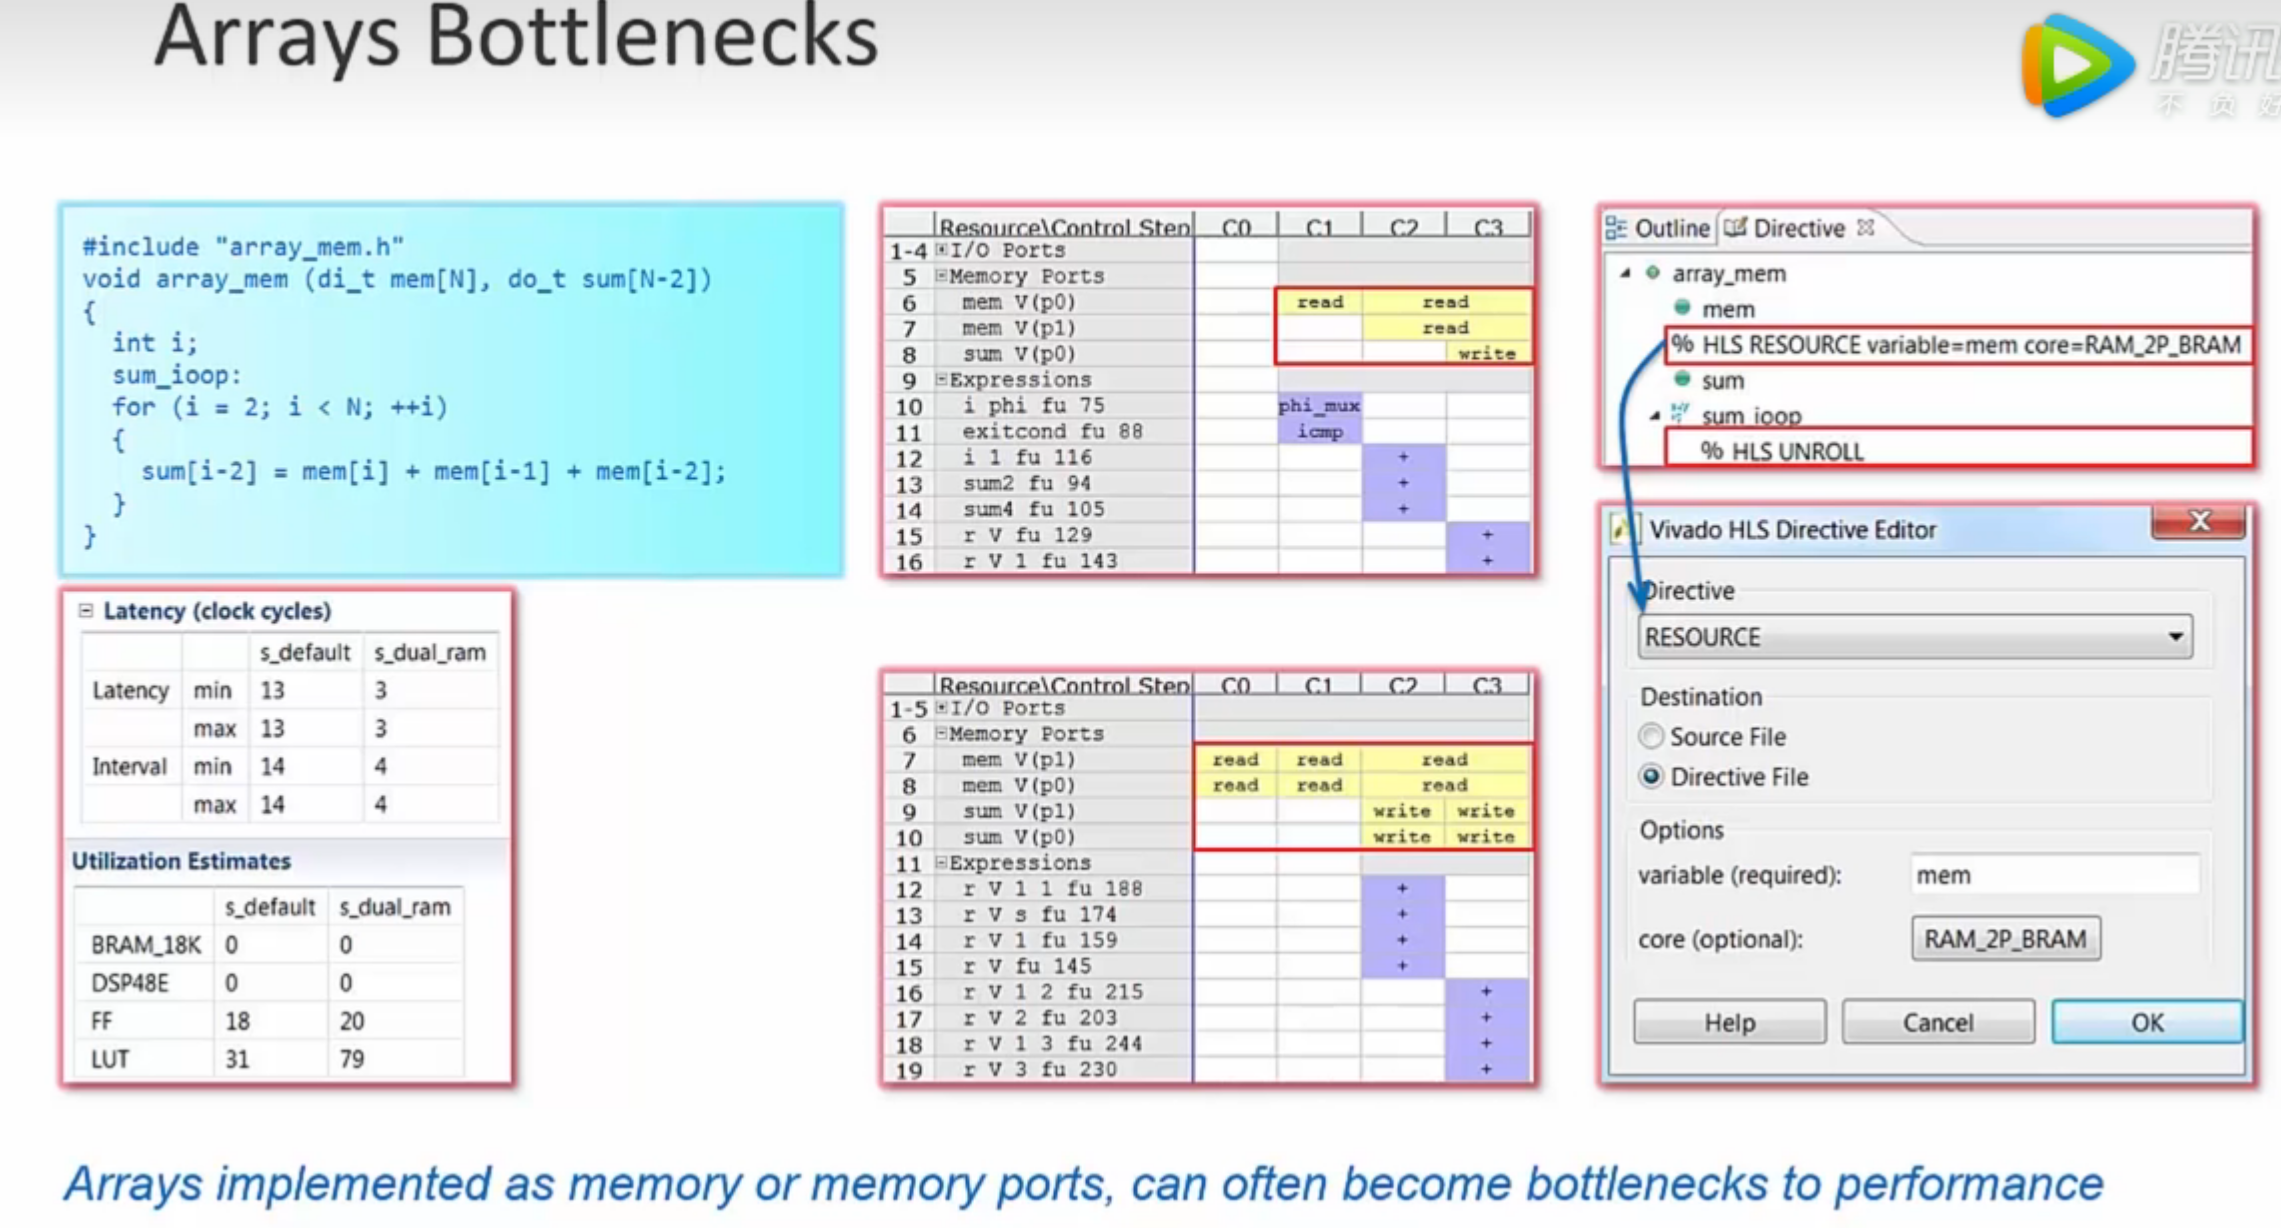 Arrays Bottlenecks
腾讯
不 负 好
#include "array_mem.h"
void array_mem (di_t mem[N], do_t sum[N-2])
{
int i;
sum_ioop:
for (i = 2; i < N; ++i)
{
sum[i-2] = mem[i] + mem[i-1] + mem[i-2];
}
}
Latency (clock cycles)
s_default s_dual_ram
Latency min 13 3
max 13 3
Interval min 14 4
max 14 4
Utilization Estimates
s_default s_dual_ram
BRAM_18K 0 0
DSP48E 0 0
FF 18 20
LUT 31 79
Resource\Control Step C0 C1 C2 C3
1-4 I/O Ports
5 Memory Ports
6 mem V(p0) read read
7 mem V(p1) read
8 sum V(p0) write
9 Expressions
10 i phi fu 75 phi_mux
11 exitcond fu 88 icmp
12 i 1 fu 116 +
13 sum2 fu 94 +
14 sum4 fu 105 +
15 r V fu 129 +
16 r V 1 fu 143 +
Resource\Control Step C0 C1 C2 C3
1-5 I/O Ports
6 Memory Ports
7 mem V(p1) read read read
8 mem V(p0) read read read
9 sum V(p1) write write
10 sum V(p0) write write
11 Expressions
12 r V 1 1 fu 188 +
13 r V s fu 174 +
14 r V 1 fu 159 +
15 r V fu 145 +
16 r V 1 2 fu 215 +
17 r V 2 fu 203 +
18 r V 1 3 fu 244 +
19 r V 3 fu 230 +
Outline Directive
array_mem
mem
% HLS RESOURCE variable=mem core=RAM_2P_BRAM
sum
sum_ioop
% HLS UNROLL
Vivado HLS Directive Editor
Directive
RESOURCE
Destination
Source File
Directive File
Options
variable (required): mem
core (optional): RAM_2P_BRAM
Help Cancel OK
Arrays implemented as memory or memory ports, can often become bottlenecks to performance